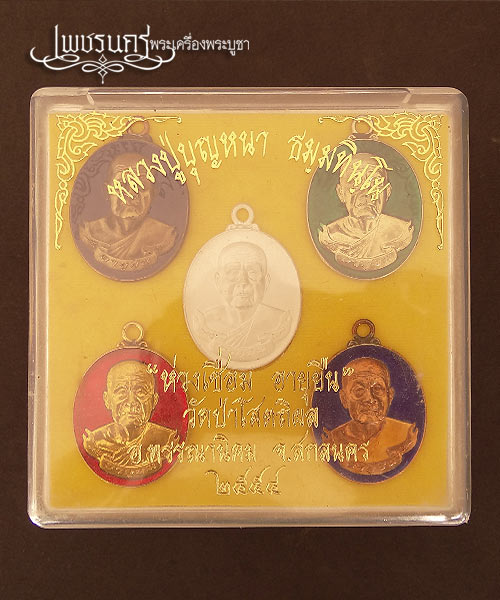 เพชรนคร
พระเครื่องพระบูชา
หลวงปู่บุญหนา ธมฺมทินฺโน
"ห่วงเชื่อม อายุยืน"
วัดป่าโสตถิผล
อ.พรรณานิคม จ.สกลนคร
๒๕๕๔